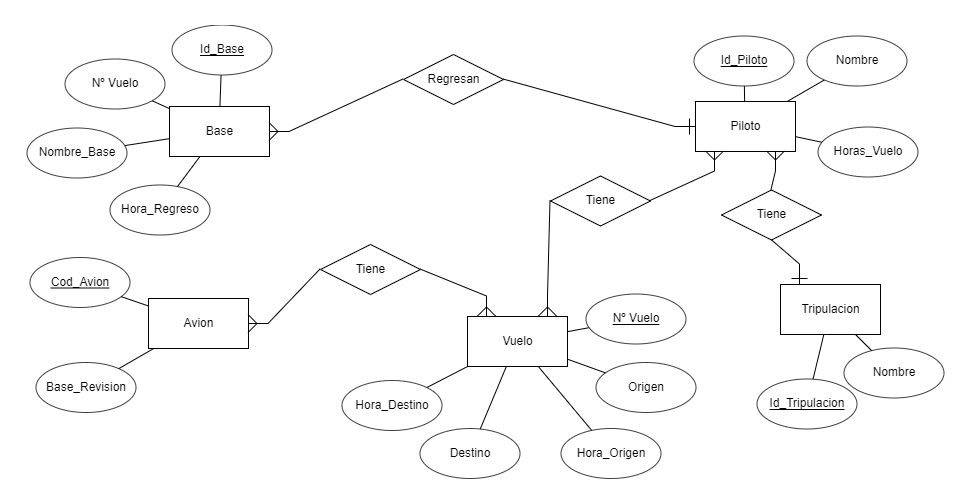 Id_Base
Nº Vuelo
Base
Nombre_Base
Hora_Regreso
Regresan
Id_Piloto
Nombre
Piloto
Horas_Vuelo
Tiene
Tiene
Tiene
Cod_Avion
Avion
Base_Revision
Nº Vuelo
Vuelo
Origen
Hora_Destino
Destino
Hora_Origen
Tripulacion
Nombre
Id_Tripulacion